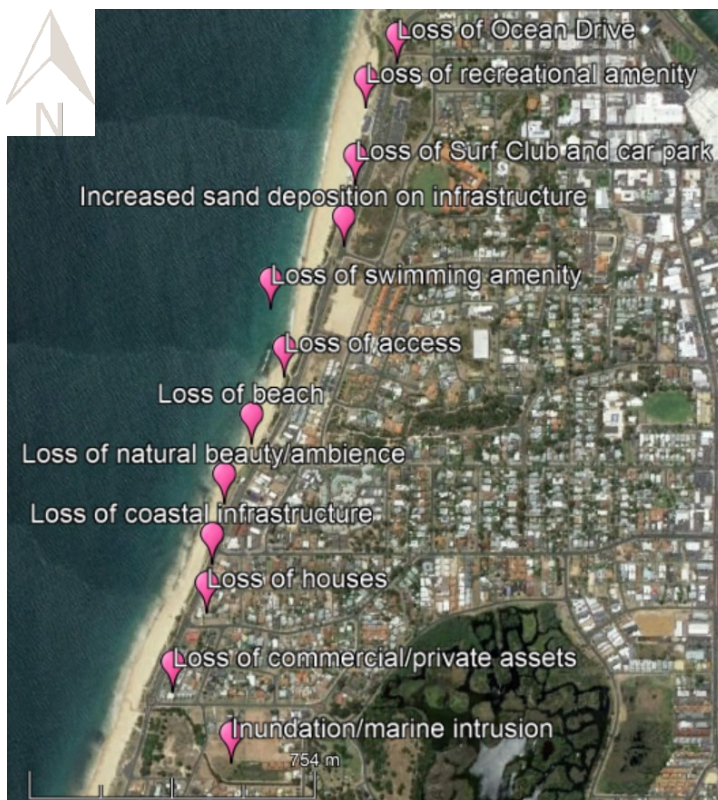 N
Loss of Ocean Drive
Loss of recreational amenity
Loss of Surf Club and car park
Increased sand deposition on infrastructure
Loss of swimming amenity
Loss of access
Loss of beach
Loss of natural beauty/ambience
Loss of coastal infrastructure
Loss of houses
Loss of commercial/private assets
Inundation/marine intrusion
754 m